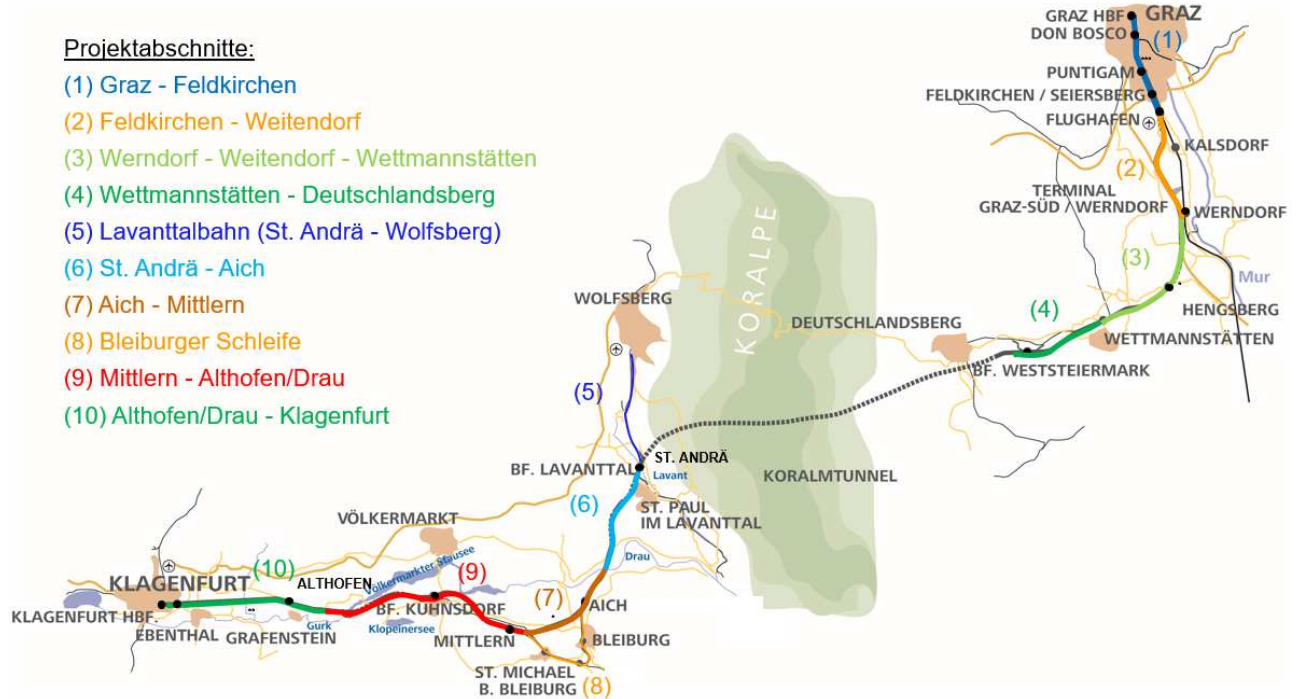 Projektabschnitte:
(1) Graz - Feldkirchen
(2) Feldkirchen - Weitendorf
(3) Werndorf - Weitendorf - Wettmannstätten
(4) Wettmannstätten - Deutschlandsberg
(5) Lavanttalbahn (St. Andrä - Wolfsberg)
(6) St. Andrä - Aich
(7) Aich - Mittlern
(8) Bleiburger Schleife
(9) Mittlern - Althofen/Drau
(10) Althofen/Drau - Klagenfurt
GRAZ HBF
GRAZ
DON BOSCO
(1)
PUNTIGAM
FELDKIRCHEN / SEIERSBERG
FLUGHAFEN
KALSDORF
(2)
TERMINAL
GRAZ-SÜD / WERNDORF
WERNDORF
(3)
Mur
HENGSBERG
(4)
WETTMANNSTÄTTEN
DEUTSCHLANDSBERG
BF. WESTSTEIERMARK
KORALPE
KORALMTUNNEL
WOLFSBERG
(5)
ST. ANDRÄ
BF. LAVANTTAL
Lavant
(6)
ST. PAUL
IM LAVANTTAL
VÖLKERMARKT
Völkermarkter Stausee
Drau
(9)
(7)
AICH
BF. KÜHNSDORF
Klopeinersee
MITTLERN
BLEIBURG
ST. MICHAEL
B. BLEIBURG
(8)
(10)
ALTHOFEN
KLAGENFURT
KLAGENFURT HBF.
EBENTHAL
GRAFENSTEIN
Gurk